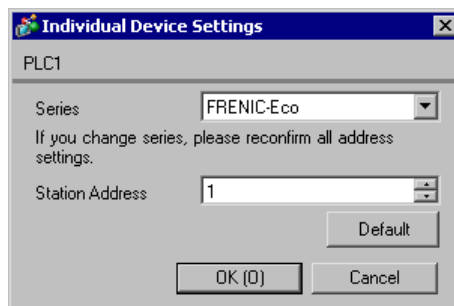 Individual Device Settings
PLC1
Series FRENIC-Eco
If you change series, please reconfirm all address
settings.
Station Address 1
Default
OK (O) Cancel